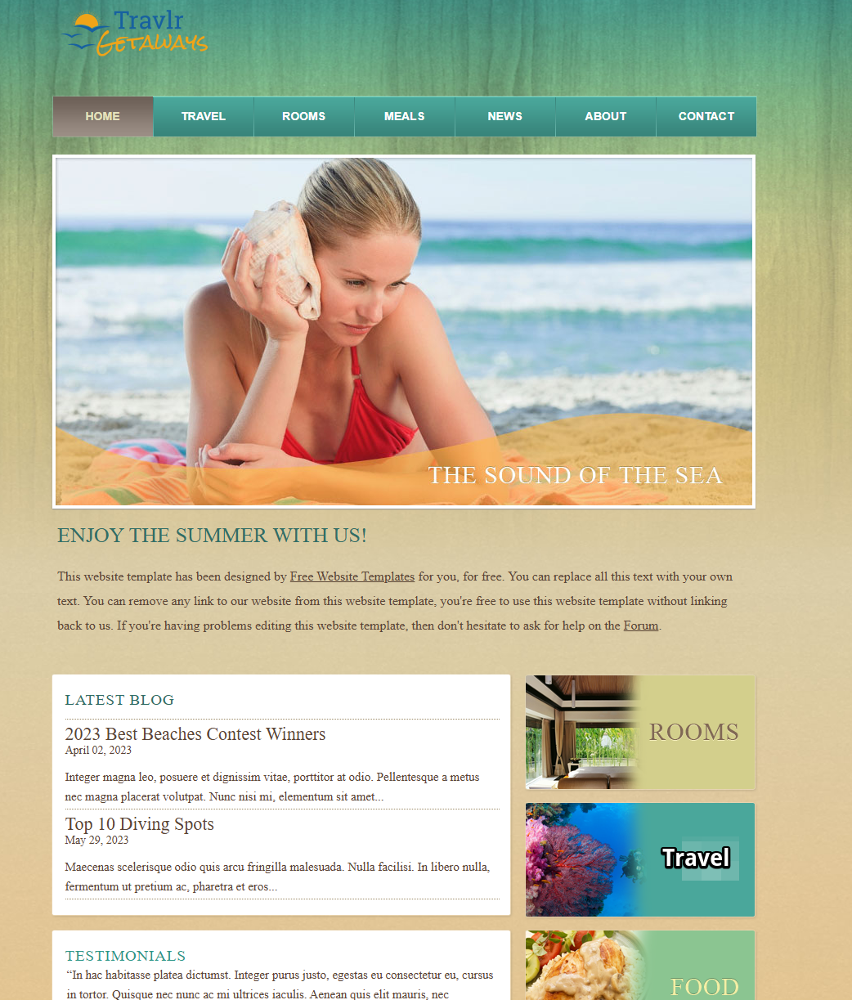 Travlr
Getaways
HOME TRAVEL ROOMS MEALS NEWS ABOUT CONTACT
THE SOUND OF THE SEA
ENJOY THE SUMMER WITH US!
This website template has been designed by Free Website Templates for you, for free. You can replace all this text with your own
text. You can remove any link to our website from this website template, you're free to use this website template without linking
back to us. If you're having problems editing this website template, then don't hesitate to ask for help on the Forum.
LATEST BLOG
2023 Best Beaches Contest Winners
April 02, 2023
Integer magna leo, posuere et dignissim vitae, porttitor at odio. Pellentesque a metus
nec magna placerat volutpat. Nunc nisi mi, elementum sit amet...
Top 10 Diving Spots
May 29, 2023
Maecenas scelerisque odio quis arcu fringilla malesuada. Nulla facilisi. In libero nulla,
fermentum ut pretium ac, pharetra et eros...
ROOMS
Travel
TESTIMONIALS
“In hac habitasse platea dictumst. Integer purus justo, egestas eu consectetur eu, cursus
in tortor. Quisque nec nunc ac mi ultrices iaculis. Aenean quis elit mauris, nec
FOOD